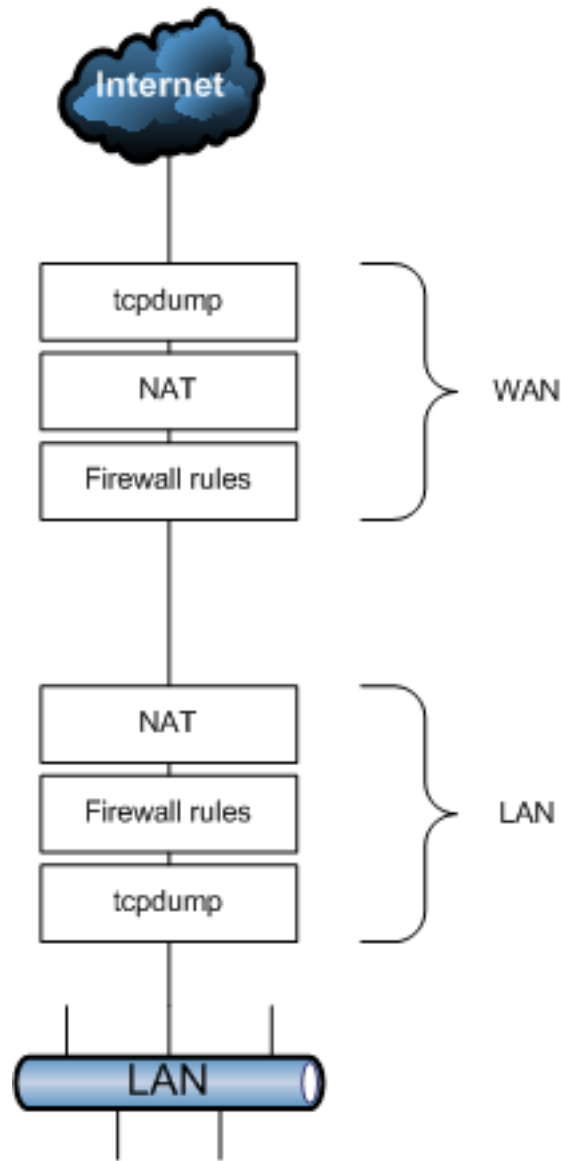 Internet
tcpdump
NAT
Firewall rules
WAN
NAT
Firewall rules
tcpdump
LAN
LAN